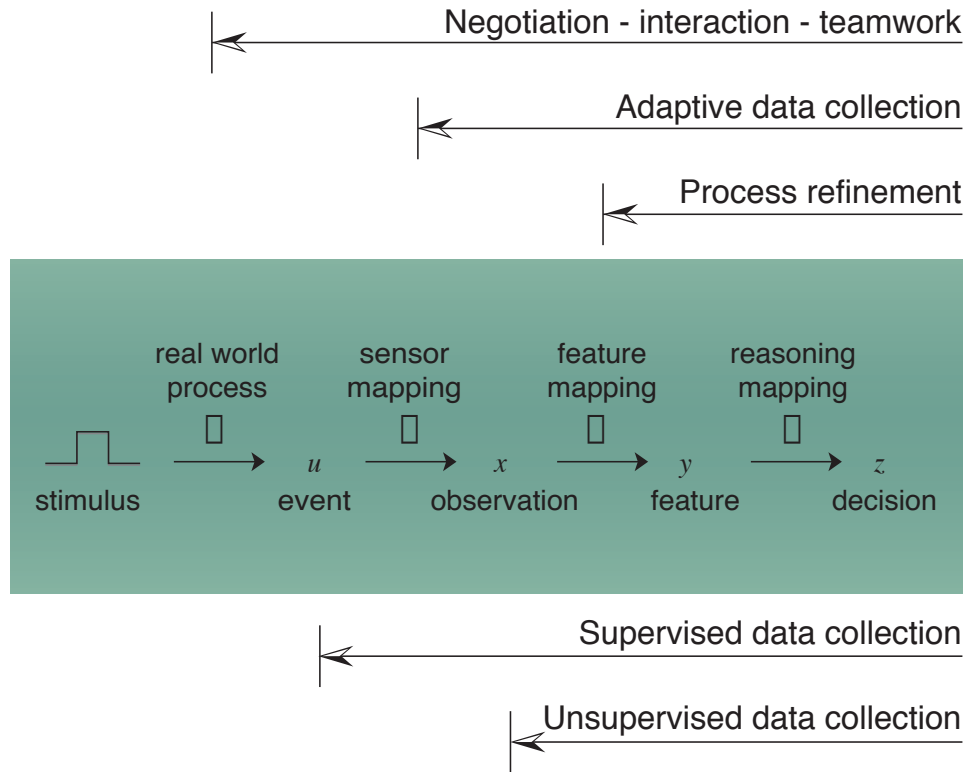 Negotiation - interaction - teamwork
Adaptive data collection
Process refinement
real world
process
sensor
mapping
feature
mapping
reasoning
mapping
u
x
y
z
stimulus
event
observation
feature
decision
Supervised data collection
Unsupervised data collection